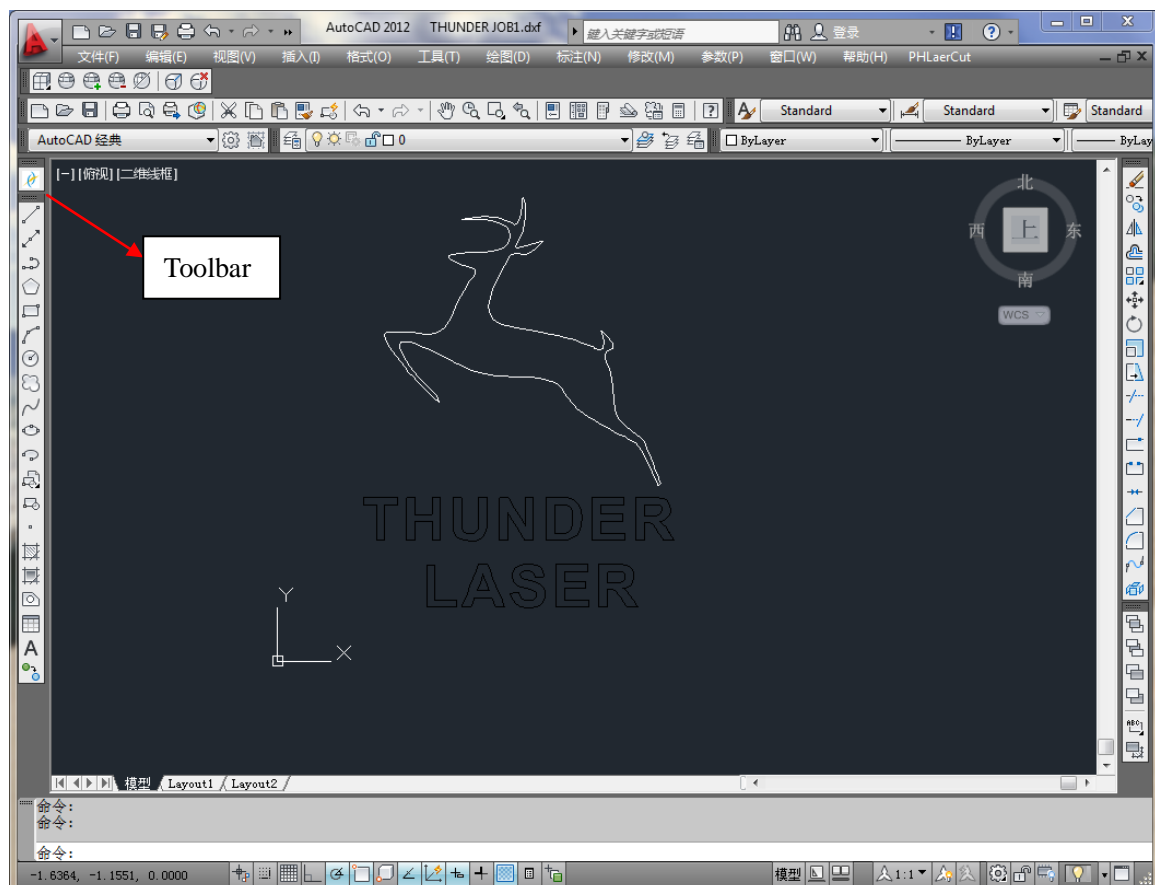 AutoCAD 2012 THUNDER JOB1.dxf 键入关键字或短语 登录
文件(F) 编辑(E) 视图(V) 插入(I) 格式(O) 工具(T) 绘图(D) 标注(N) 修改(M) 参数(P) 窗口(W) 帮助(H) PHLaerCut
Standard Standard Standard
AutoCAD 经典 0 ByLayer ByLayer ByLay
[-][俯视][二维线框]
北
西 上 东
南
WCS
Toolbar
THUNDER
LASER
Y
X
A
ABC
模型 Layout1 Layout2
命令:
命令:
命令:
-1.6364, -1.1551, 0.0000 模型 1:1